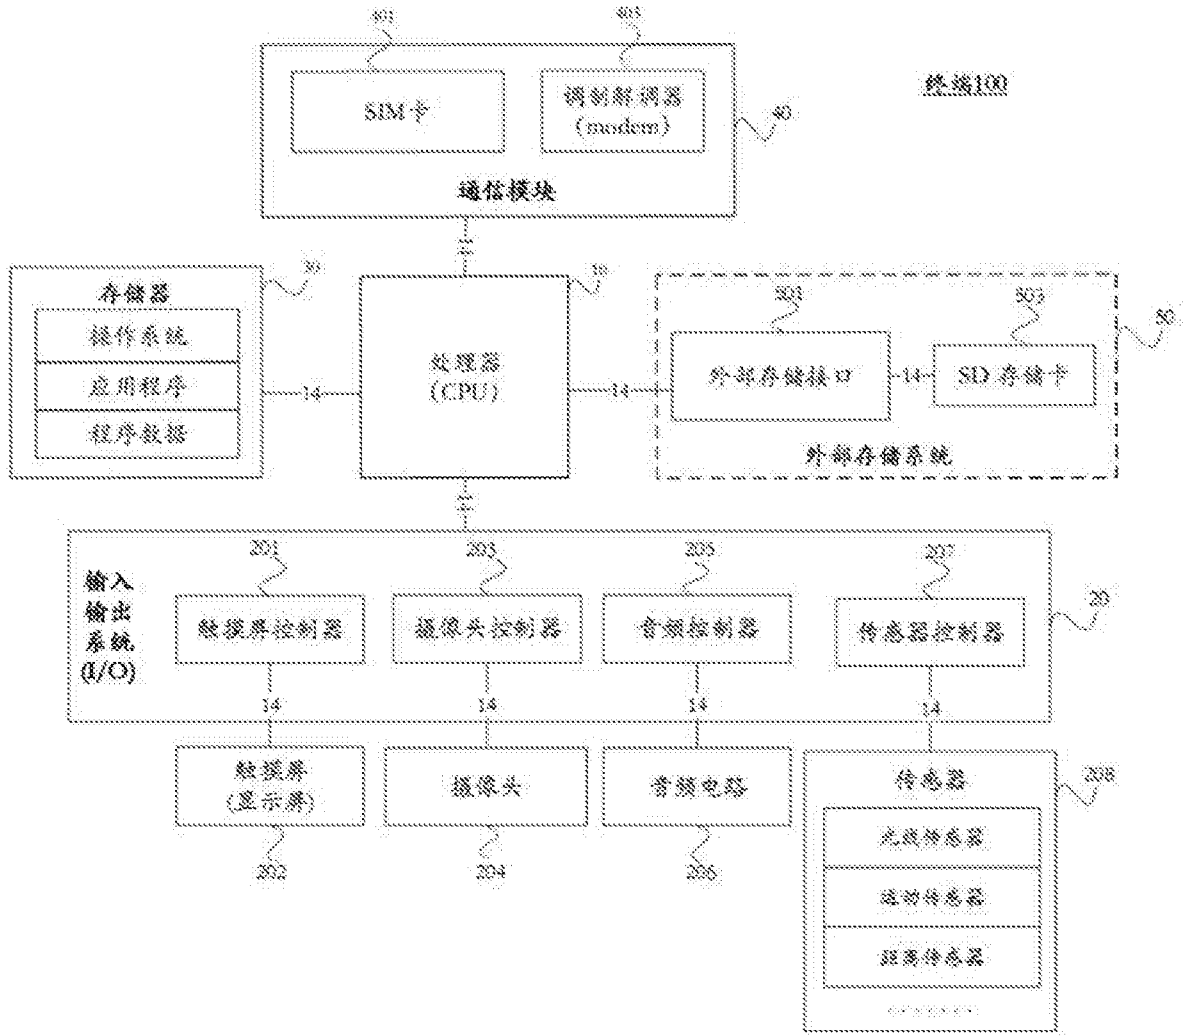 401
403
终端100
SIM卡
调制解调器
(modem)
40
通信模块
30
10
存储器
操作系统
应用程序
程序数据
14
处理器
(CPU)
14
501
503
50
外部存储接口
14
SD 存储卡
外部存储系统
201
203
205
207
20
输入
输出
系统
(I/O)
触摸屏控制器
摄像头控制器
音频控制器
传感器控制器
14
14
14
14
触摸屏
(显示屏)
摄像头
音频电路
传感器
208
光线传感器
运动传感器
距离传感器
202
204
206